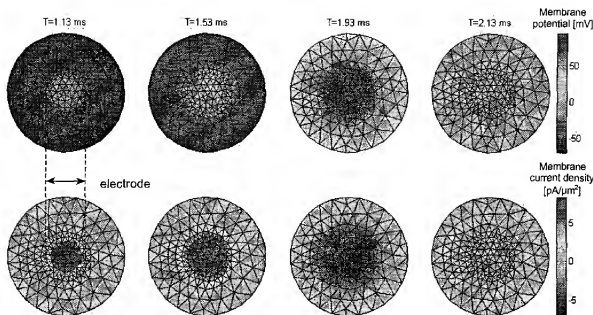 T=1.13 ms
T=1.53 ms
T=1.93 ms
T=2.13 ms
Membrane
potential [mV]
50
0
-50
electrode
Membrane
current density
[pA/µm²]
5
0
-5